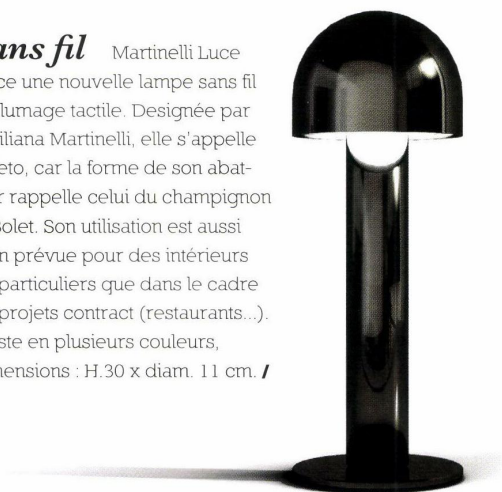 ans fil Martinelli Luce
ce une nouvelle lampe sans fil
lumage tactile. Designée par
iliana Martinelli, elle s'appelle
eto, car la forme de son abat-
r rappelle celui du champignon
olet. Son utilisation est aussi
n prévue pour des intérieurs
particuliers que dans le cadre
projets contract (restaurants...).
ste en plusieurs couleurs,
nensions : H.30 x diam. 11 cm. /